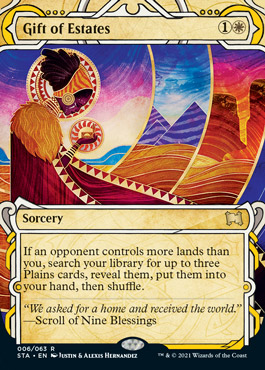 Gift of Estates 1
Sorcery
If an opponent controls more lands than
you, search your library for up to three
Plains cards, reveal them, put them into
your hand, then shuffle.
“We asked for a home and received the world.”
—Scroll of Nine Blessings
006/063 R
STA • EN JUSTIN & ALEXIS HERNANDEZ ™ & © 2021 Wizards of the Coast